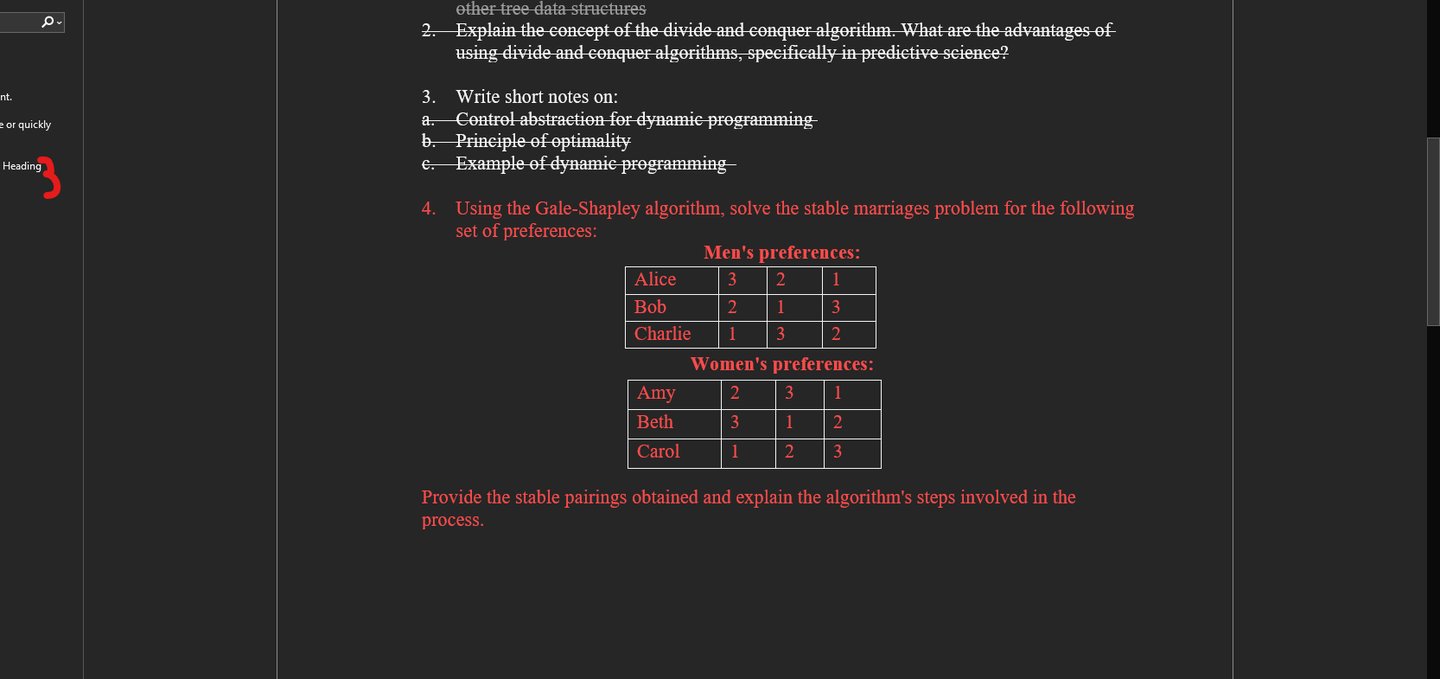 other tree data structures
2. Explain the concept of the divide and conquer algorithm. What are the advantages of
using divide and conquer algorithms, specifically in predictive science?
nt.
3. Write short notes on:
a. Control abstraction for dynamic programming
e or quickly
b. Principle of optimality
c. Example of dynamic programming
Heading
4. Using the Gale-Shapley algorithm, solve the stable marriages problem for the following
set of preferences:
Men's preferences:
Alice 3 2 1
Bob 2 1 3
Charlie 1 3 2
Women's preferences:
Amy 2 3 1
Beth 3 1 2
Carol 1 2 3
Provide the stable pairings obtained and explain the algorithm's steps involved in the
process.